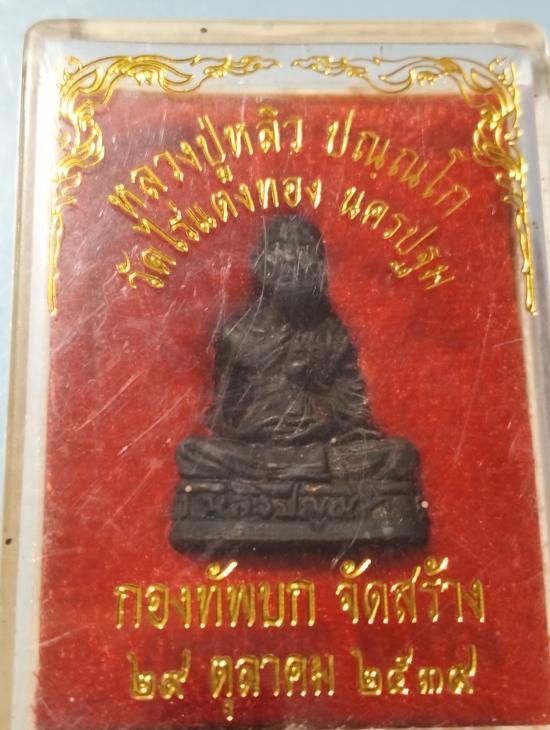 หลวงปู่หลิว ปณฺณโก
วัดไร่แตงทอง นครปฐม
กองทัพบก จัดสร้าง
๒๙ ตุลาคม ๒๕๓๙